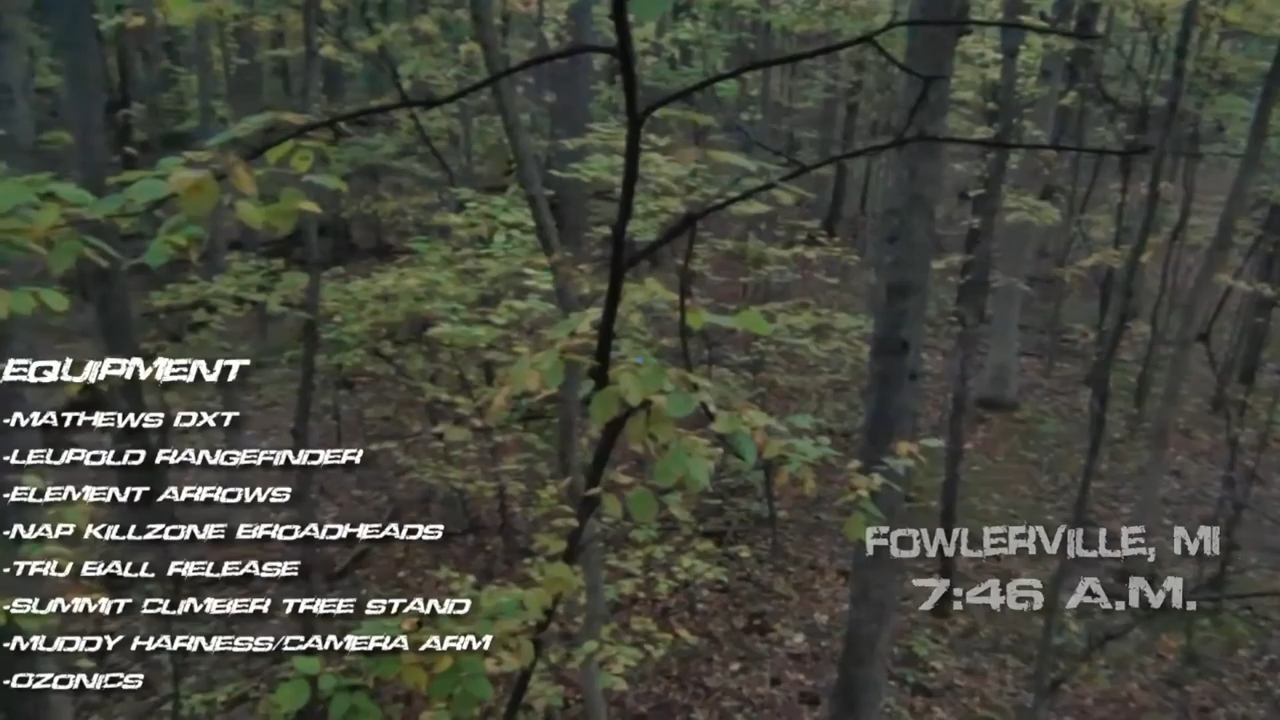 EQUIPMENT
-MATHEWS DXT
-LEUPOLD RANGEFINDER
-ELEMENT ARROWS
-NAP KILLZONE BROADHEADS
-TRU BALL RELEASE
-SUMMIT CLIMBER TREE STAND
-MUDDY HARNESS/CAMERA ARM
-OZONICS
FOWLERVILLE, MI
7:46 A.M.